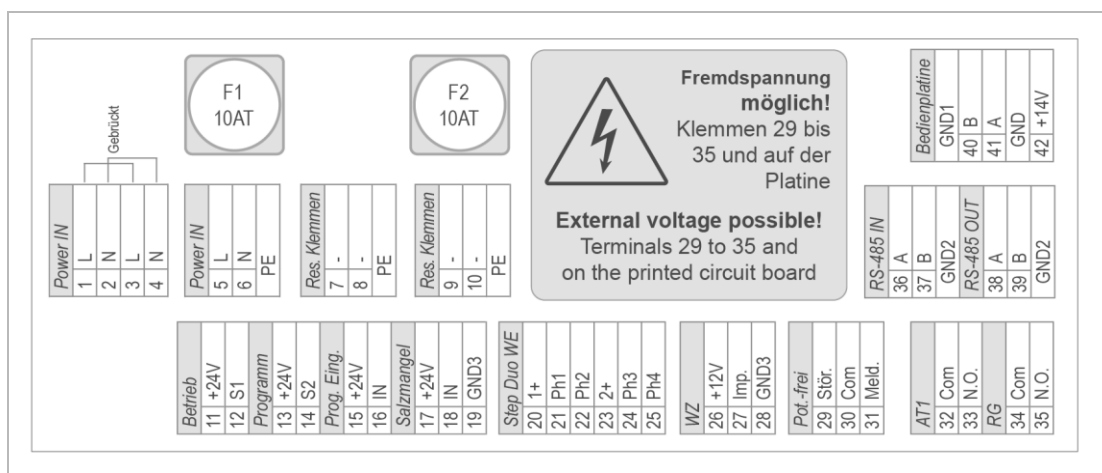 F1
10AT
F2
10AT
Fremdspannung
möglich!
Klemmen 29 bis
35 und auf der
Platine
External voltage possible!
Terminals 29 to 35 and
on the printed circuit board
Bedienplatine
GND1
40 B
41 A
GND
42 +14V
Gebrückt
Power IN
1 L
2 N
3 L
4 N
Power IN
5 L
6 N
PE
Res. Klemmen
7 -
8 -
PE
Res. Klemmen
9 -
10 -
PE
RS-485 IN
36 A
37 B
GND2
RS-485 OUT
38 A
39 B
GND2
Betrieb
11 +24V
12 S1
Programm
13 +24V
14 S2
Prog. Eing.
15 +24V
16 IN
Salzmangel
17 +24V
18 IN
19 GND3
Step Duo WE
20 1+
21 Ph1
22 Ph2
23 2+
24 Ph3
25 Ph4
WZ
26 +12V
27 Imp.
28 GND3
Pot.-frei
29 Stör.
30 Com
31 Meld.
AT1
32 Com
33 N.O.
RG
34 Com
35 N.O.